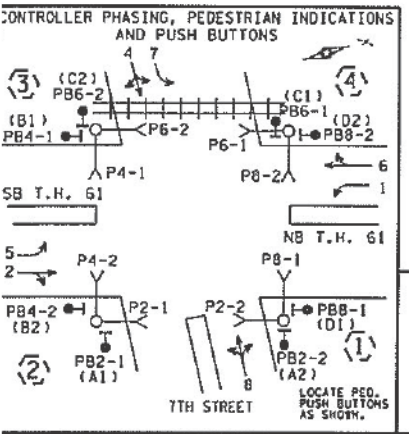 CONTROLLER PHASING, PEDESTRIAN INDICATIONS
AND PUSH BUTTONS
4 7
3 (C2) (C1) 4
PB6-2 PB6-1
(B1) (D2)
PB4-1 P6-2 P6-1 PB8-2
P4-1 P8-2 6
1
SB T.H. 61
NB T.H. 61
5
2 P4-2 P8-1
PB4-2 P2-1 P2-2 PB8-1
(B2) (D1)
2 PB2-1 PB2-2 1
(A1) (A2)
8
7TH STREET
LOCATE PED.
PUSH BUTTONS
AS SHOWN.